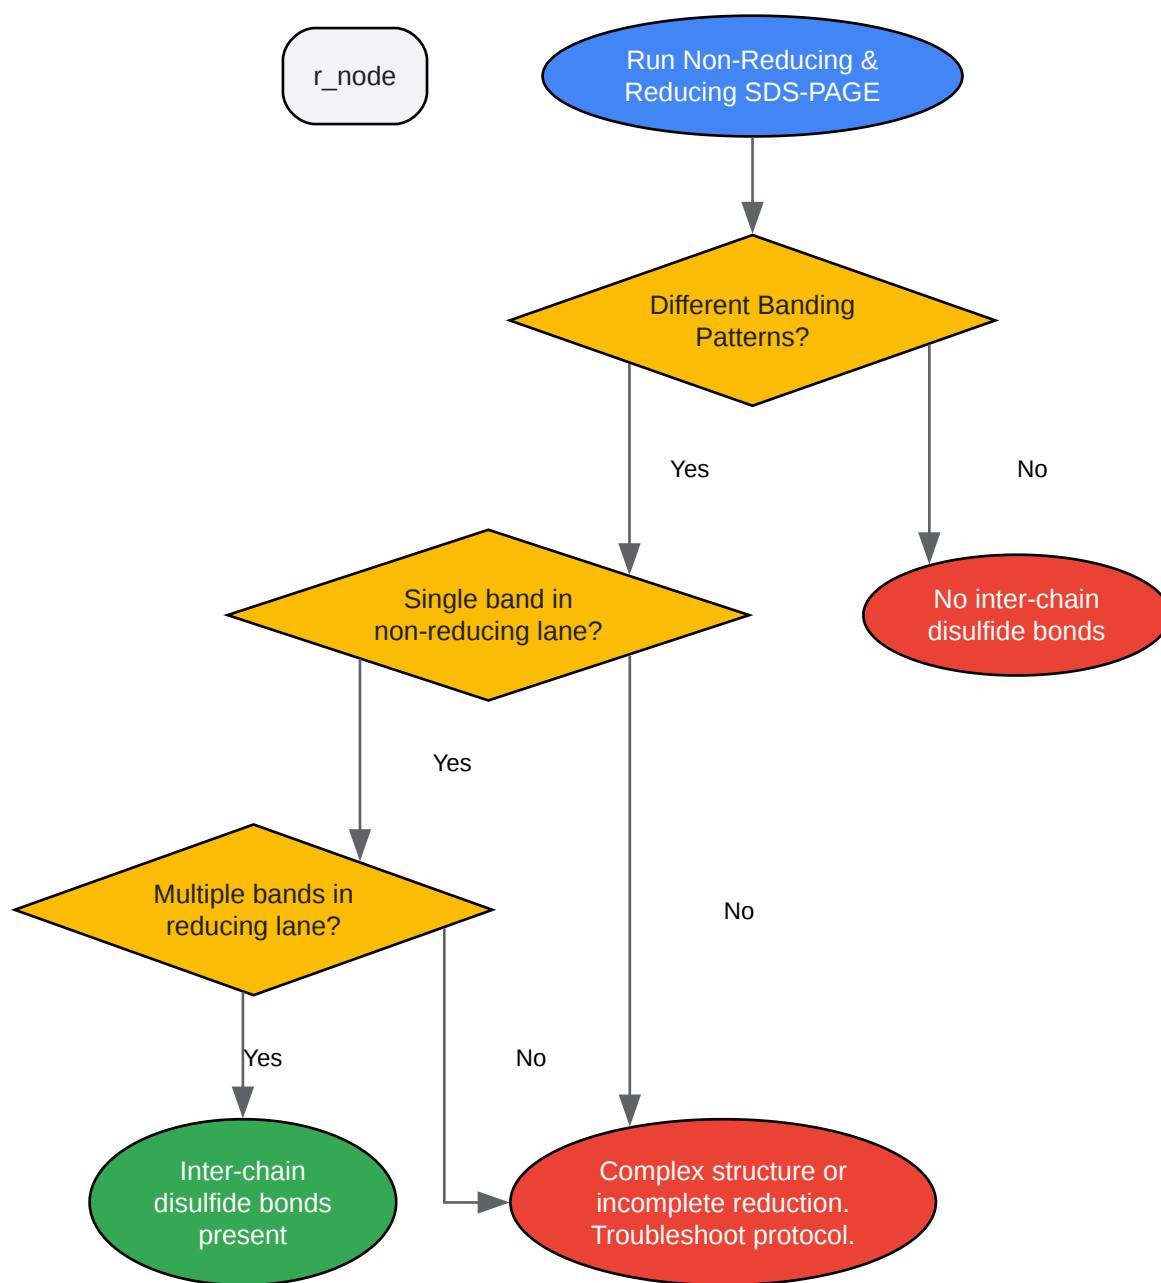 r_node
Run Non-Reducing &
Reducing SDS-PAGE
Different Banding
Patterns?
Yes
No
Single band in
non-reducing lane?
No inter-chain
disulfide bonds
Yes
Multiple bands in
reducing lane?
No
Yes
No
Inter-chain
disulfide bonds
present
Complex structure or
incomplete reduction.
Troubleshoot protocol.